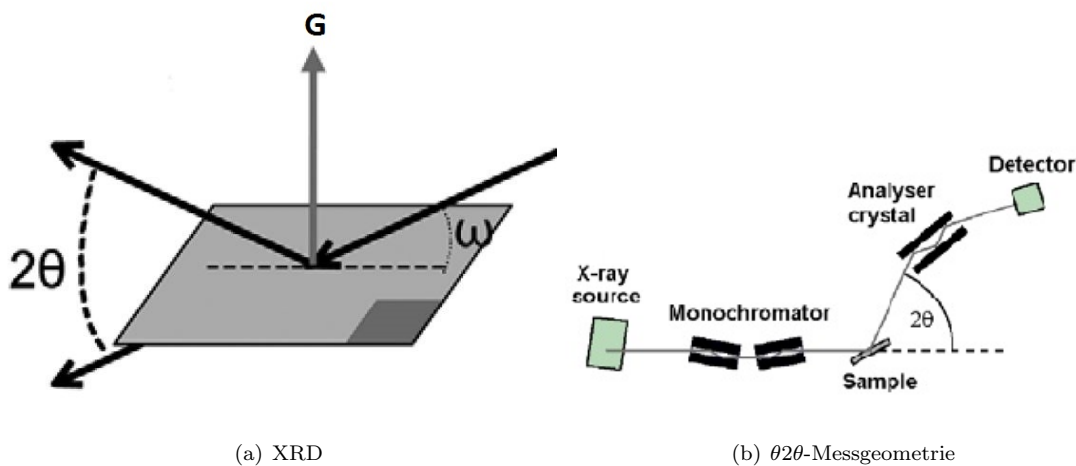 G
2θ
ω
(a) XRD
Detector
Analyser
crystal
X-ray
source
Monochromator
2θ
Sample
(b) θ2θ-Messgeometrie